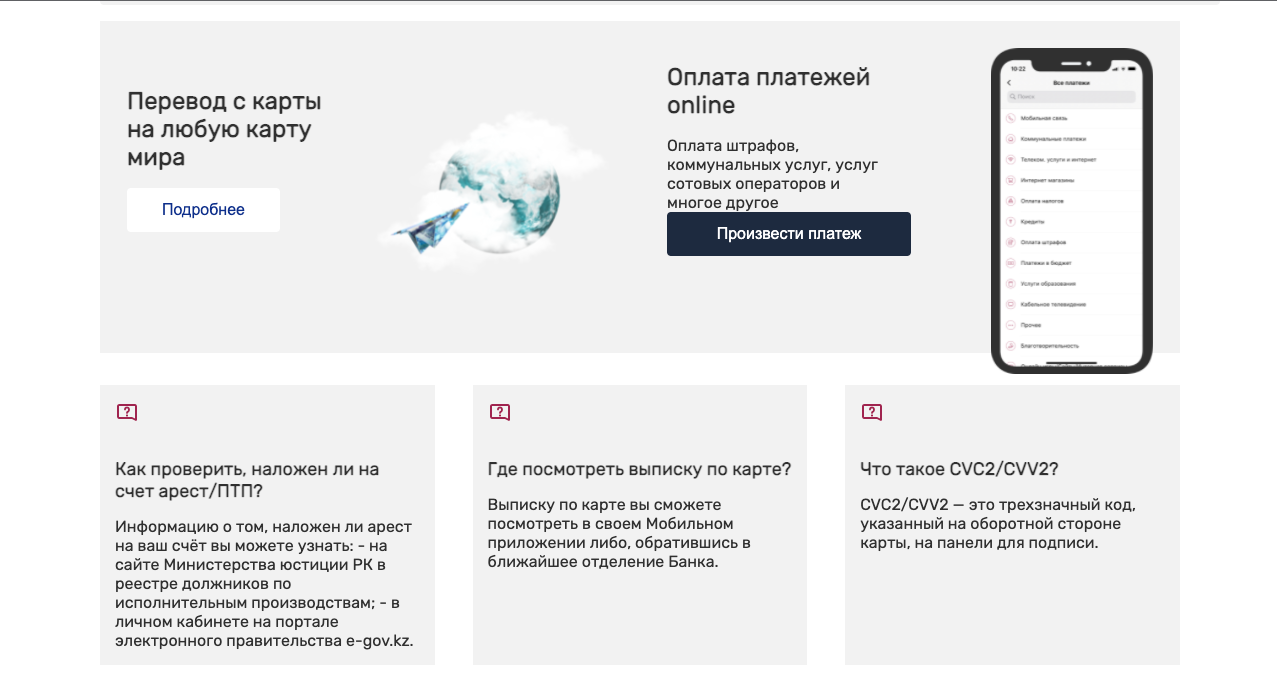 Перевод с карты
на любую карту
мира
Подробнее
Оплата платежей
online
Оплата штрафов,
коммунальных услуг, услуг
сотовых операторов и
многое другое
Произвести платеж
10:22
Все платежи
Поиск
Мобильная связь
Коммунальные платежи
Телеком. услуги и интернет
Интернет магазины
Оплата налогов
Кредиты
Оплата штрафов
Платежи в бюджет
Услуги образования
Кабельное телевидение
Прочее
Благотворительность
Как проверить, наложен ли на
счет арест/ПТП?
Информацию о том, наложен ли арест
на ваш счёт вы можете узнать: - на
сайте Министерства юстиции РК в
реестре должников по
исполнительным производствам; - в
личном кабинете на портале
электронного правительства e-gov.kz.
Где посмотреть выписку по карте?
Выписку по карте вы сможете
посмотреть в своем Мобильном
приложении либо, обратившись в
ближайшее отделение Банка.
Что такое CVC2/CVV2?
CVC2/CVV2 — это трехзначный код,
указанный на оборотной стороне
карты, на панели для подписи.